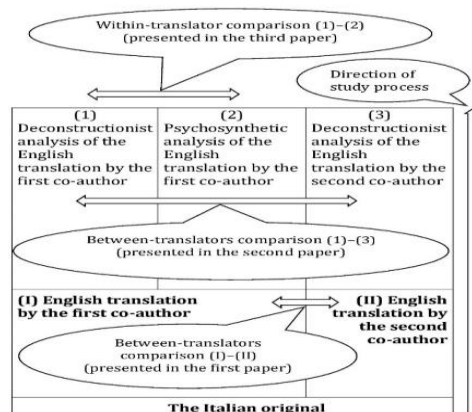 Within-translator comparison (1)–(2)
(presented in the third paper)
Direction of
study process
(1)
Deconstructionist
analysis of the
English
translation by the
first co-author
(2)
Psychosynthetic
analysis of the
English
translation by the
first co-author
(3)
Deconstructionist
analysis of the
English
translation by the
second co-author
Between-translators comparison (1)–(3)
(presented in the second paper)
(I) English translation
by the first co-author
(II) English
translation by
the second
co-author
Between-translators
comparison (I)–(II)
(presented in the first paper)
The Italian original